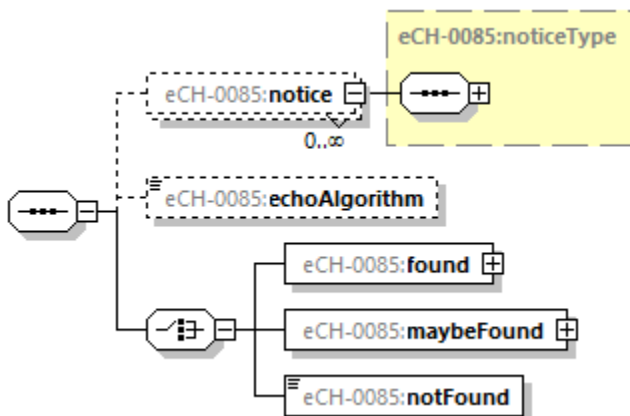 eCH-0085:noticeType
eCH-0085:notice
0..∞
eCH-0085:echoAlgorithm
eCH-0085:found
eCH-0085:maybeFound
eCH-0085:notFound